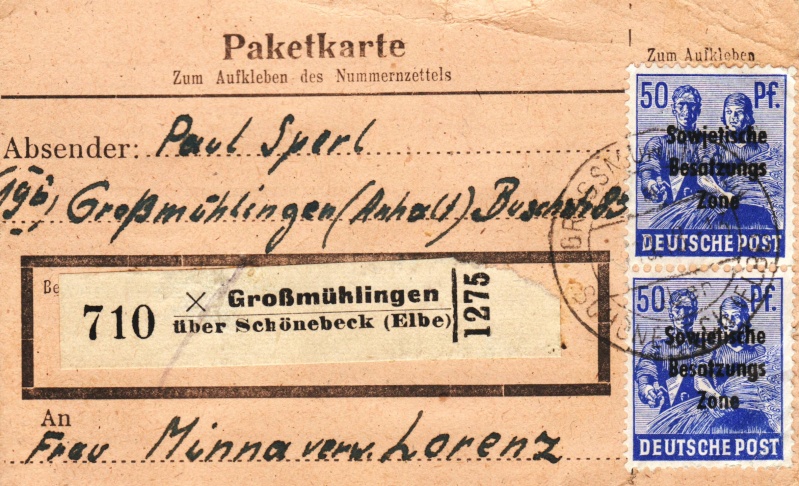 Paketkarte
Zum Aufkleben des Nummernzettels
Zum Aufkleben
Absender: Paul Sperl
(19b) Großmühlingen (Anhalt)
Be
710 × Großmühlingen
über Schönebeck (Elbe)
1275
An
Frau Minna verw. Lorenz
50 Pf.
Sowjetische
Besatzungs
Zone
DEUTSCHE POST
50 Pf.
Sowjetische
Besatzungs
Zone
DEUTSCHE POST